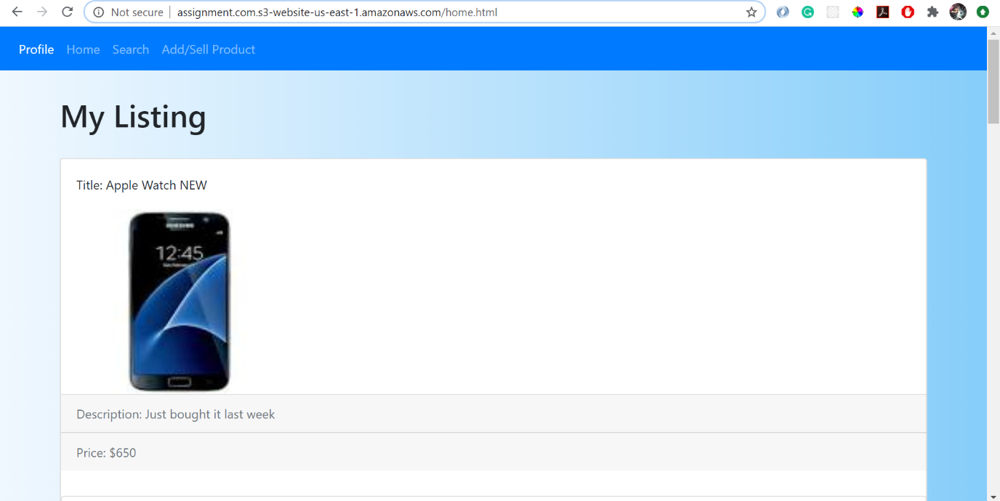 Not secure
assignment.com.s3-website-us-east-1.amazonaws.com/home.html
Profile Home Search Add/Sell Product
My Listing
Title: Apple Watch NEW
SAMSUNG
12:45
Description: Just bought it last week
Price: $650